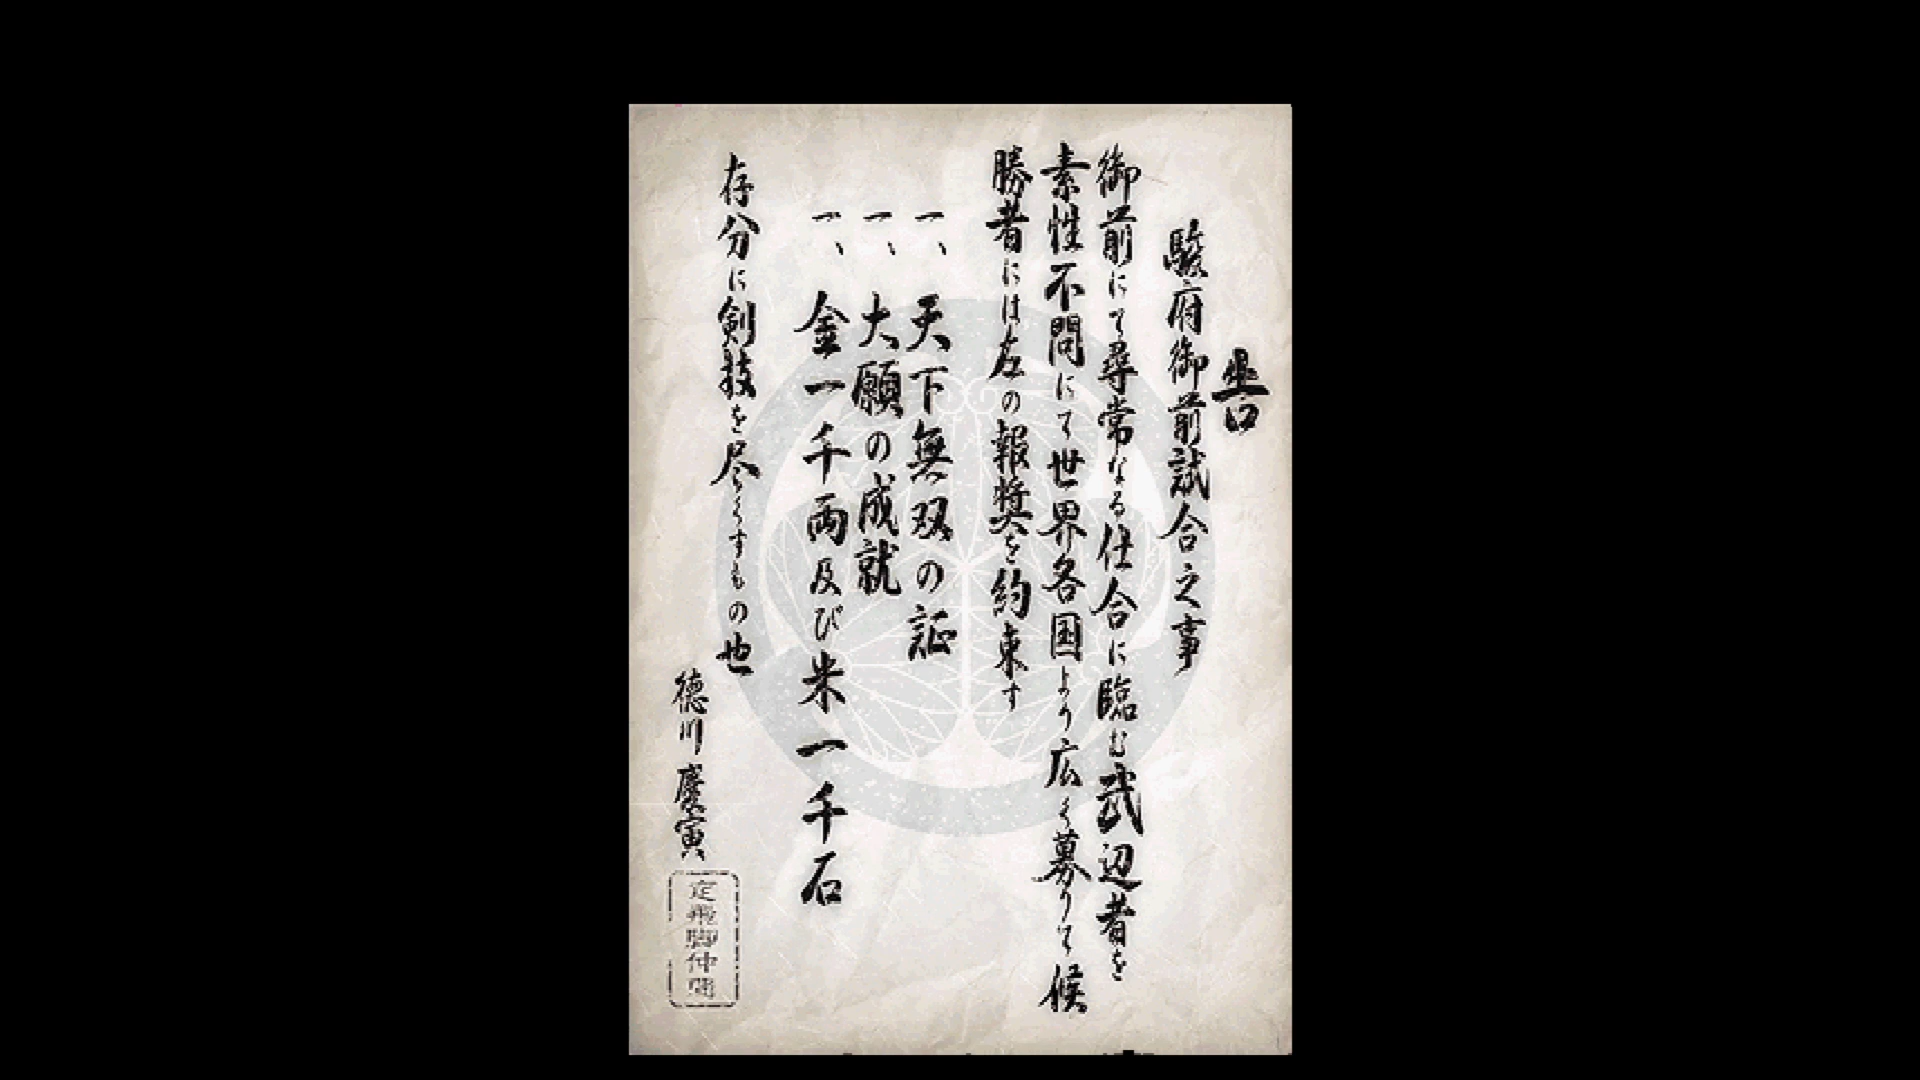 告
駿府御前試合之事
御前にて尋常なる仕合に臨む武辺者を
素性不問にて世界各国より広く募りて候
勝者には左の報奨を約束す
一、天下無双の証
一、大願の成就
一、金一千両及び米一千石
存分に剣技を尽くすもの也
徳川慶寅
定飛脚仲間